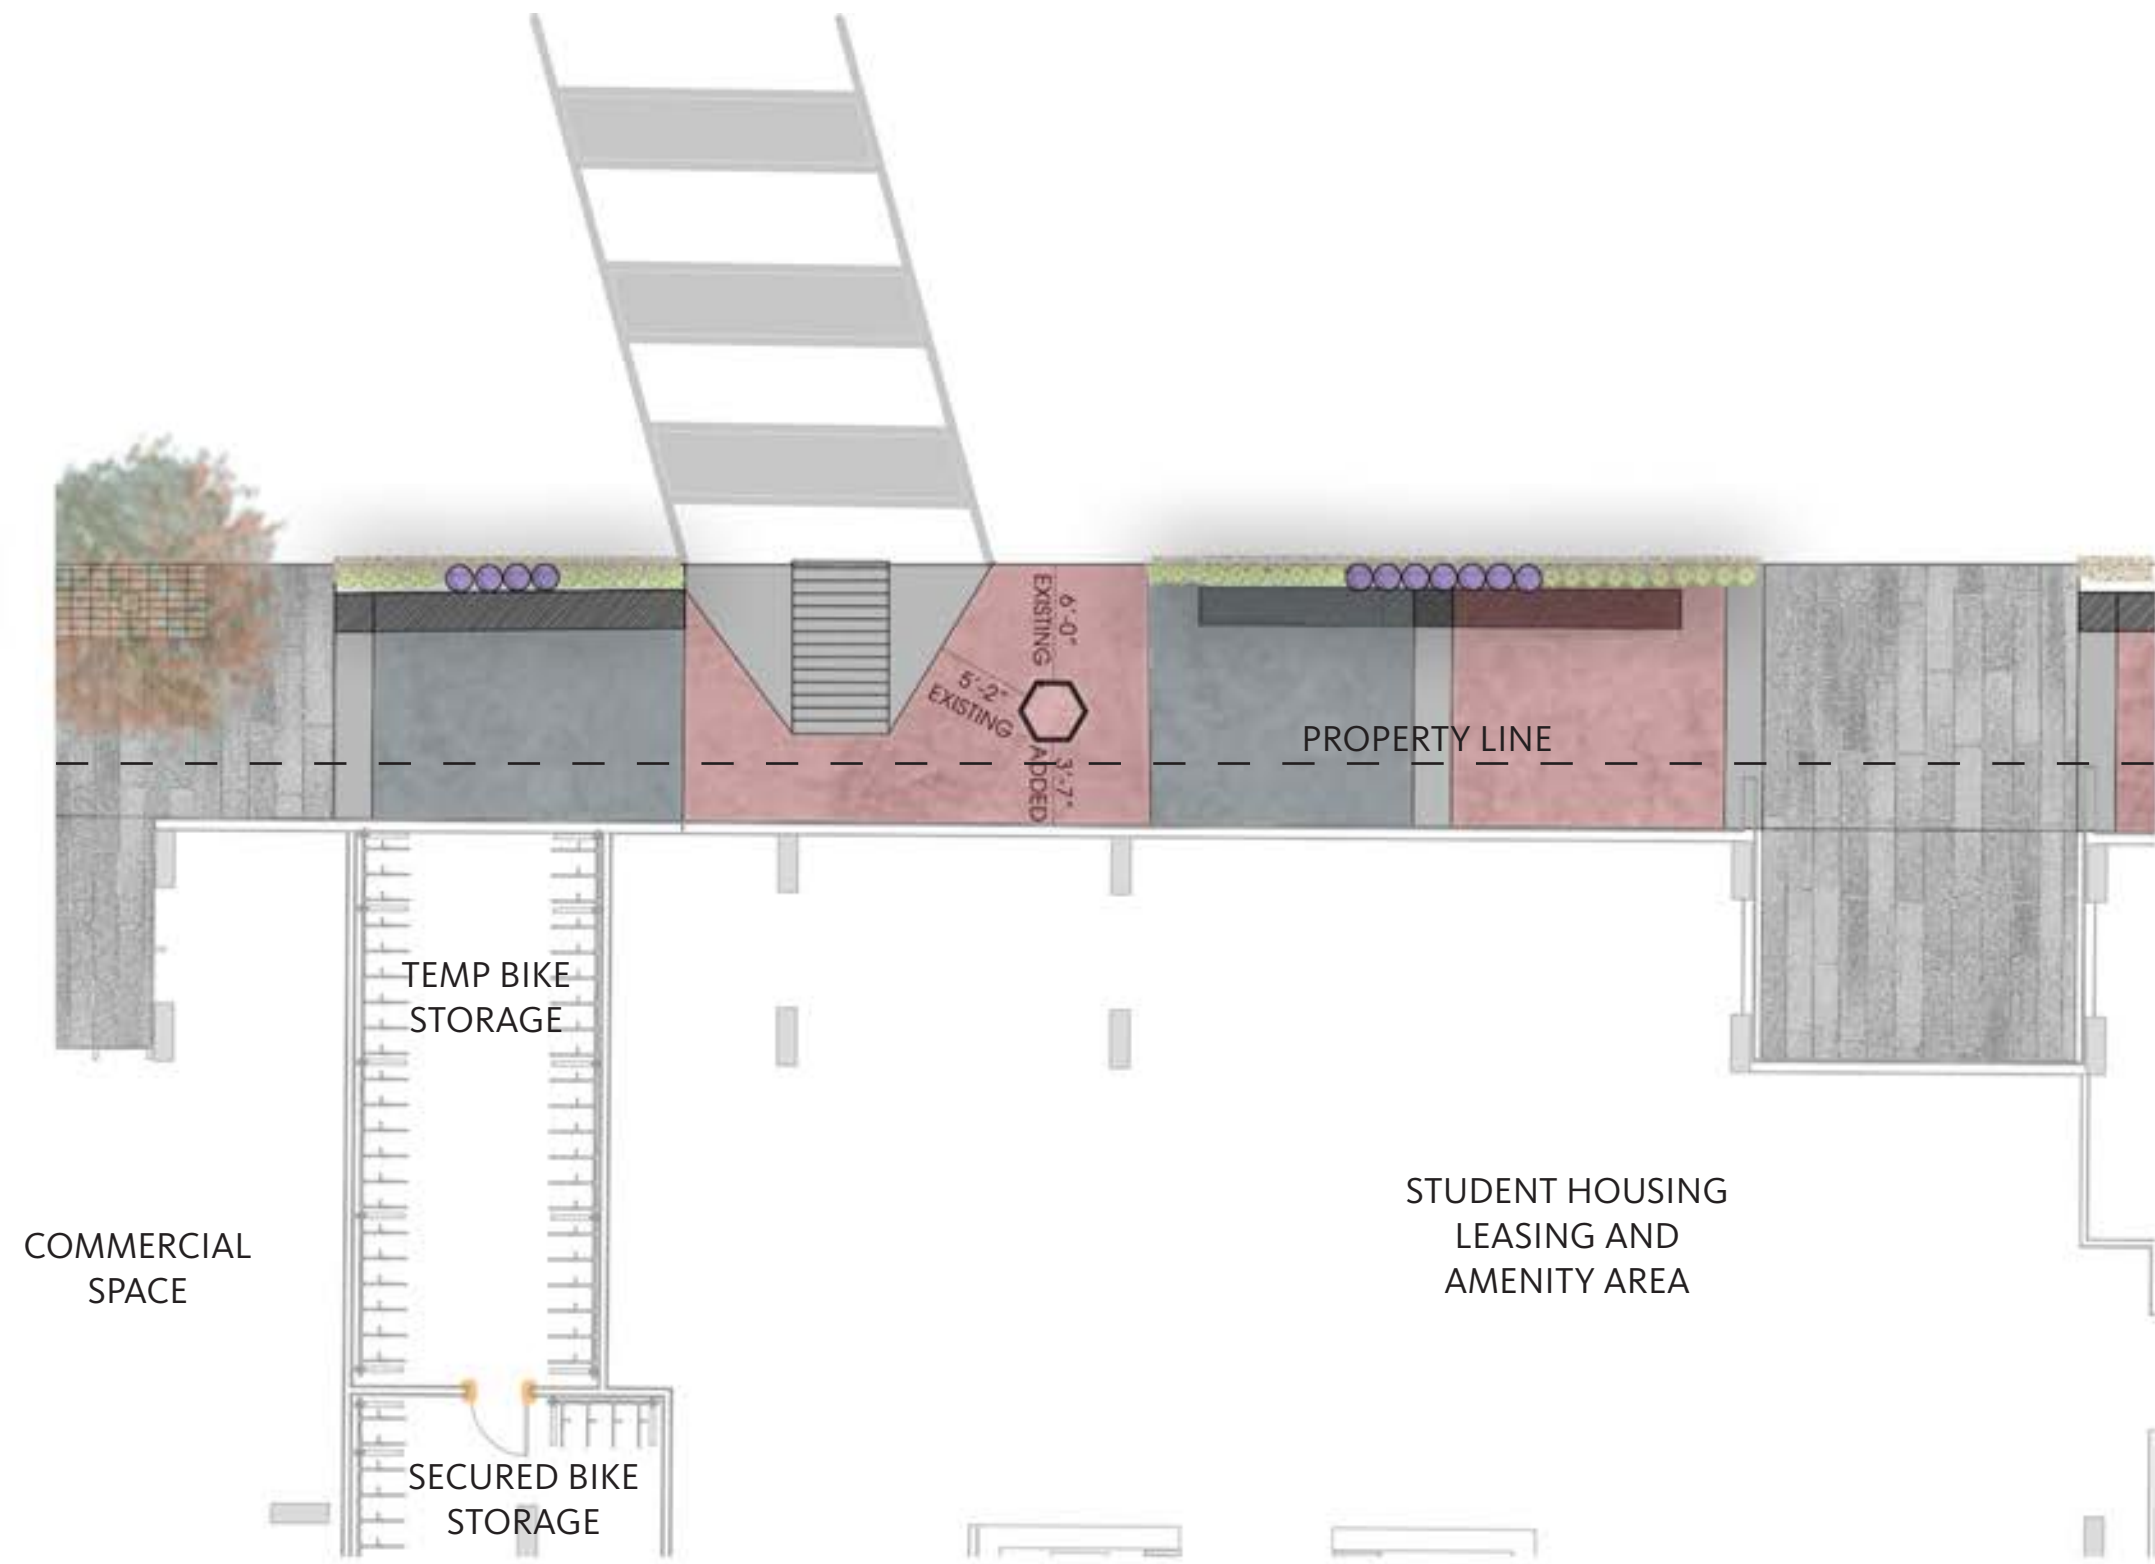 6'-0"
EXISTING
5'-2"
EXISTING
3'-7"
ADDED
PROPERTY LINE
TEMP BIKE
STORAGE
COMMERCIAL
SPACE
STUDENT HOUSING
LEASING AND
AMENITY AREA
SECURED BIKE
STORAGE